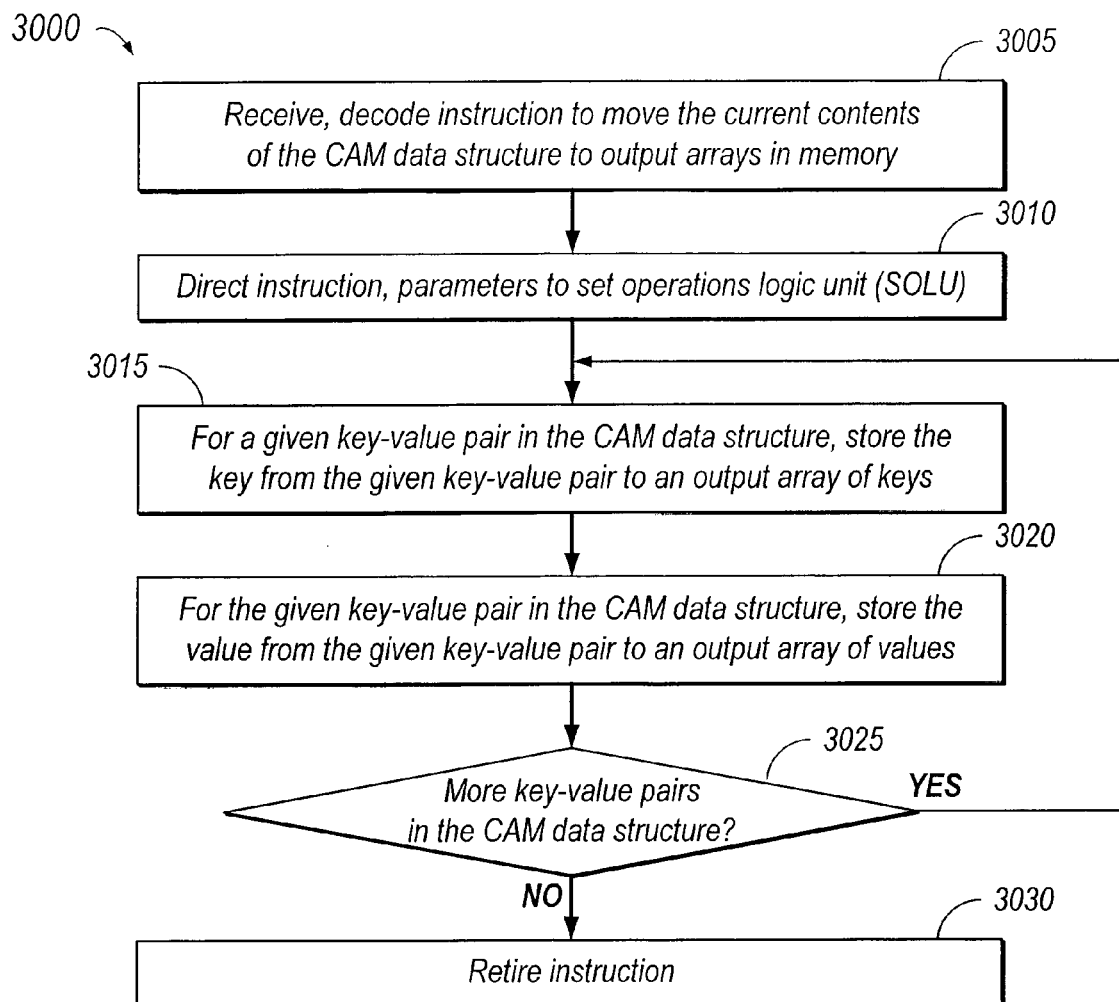 3000
3005
Receive, decode instruction to move the current contents
of the CAM data structure to output arrays in memory
3010
Direct instruction, parameters to set operations logic unit (SOLU)
3015
For a given key-value pair in the CAM data structure, store the
key from the given key-value pair to an output array of keys
3020
For the given key-value pair in the CAM data structure, store the
value from the given key-value pair to an output array of values
3025
More key-value pairs
in the CAM data structure?
YES
NO
3030
Retire instruction